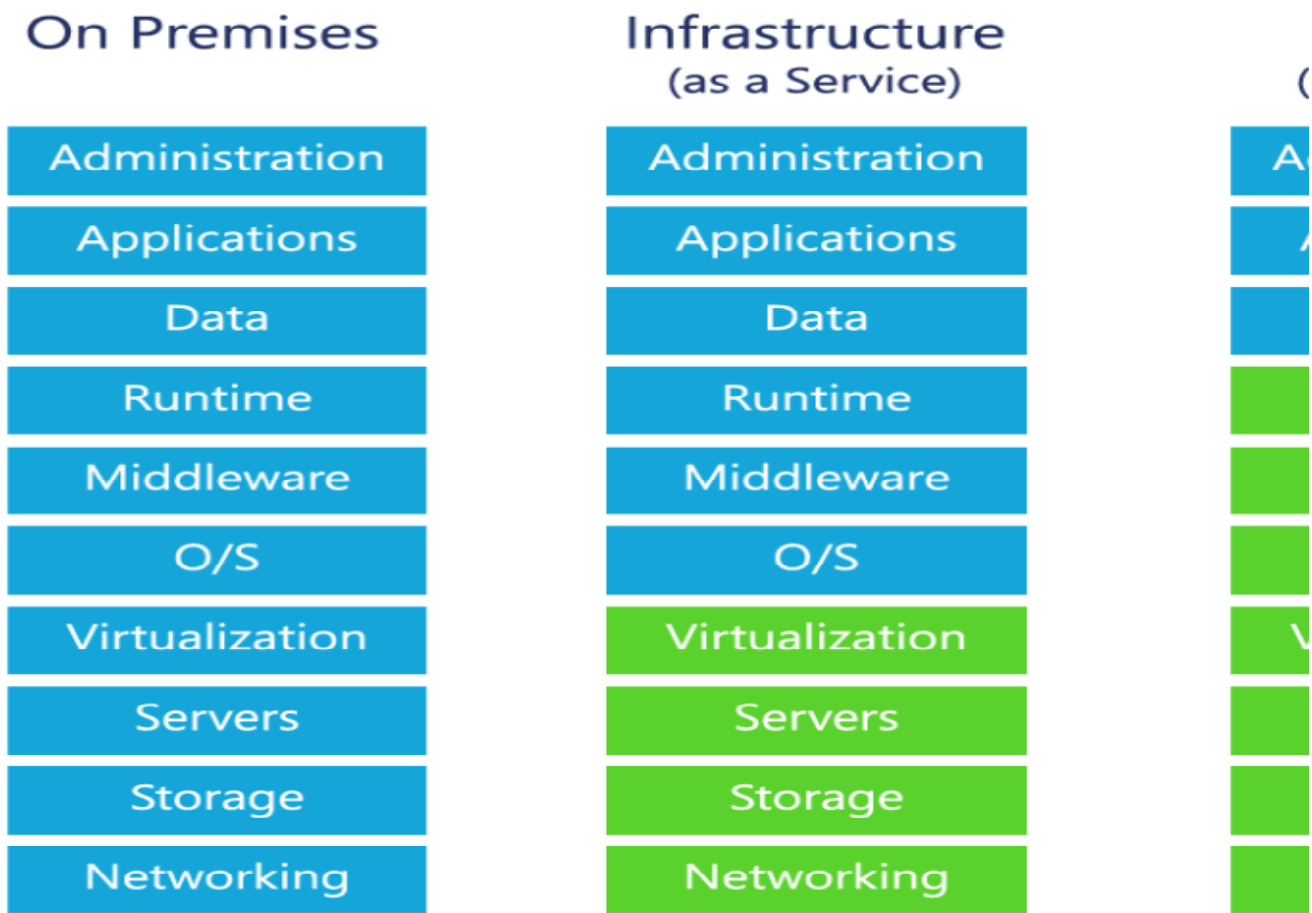 On Premises
Administration
Applications
Data
Runtime
Middleware
O/S
Virtualization
Servers
Storage
Networking
Infrastructure
(as a Service)
Administration
Applications
Data
Runtime
Middleware
O/S
Virtualization
Servers
Storage
Networking